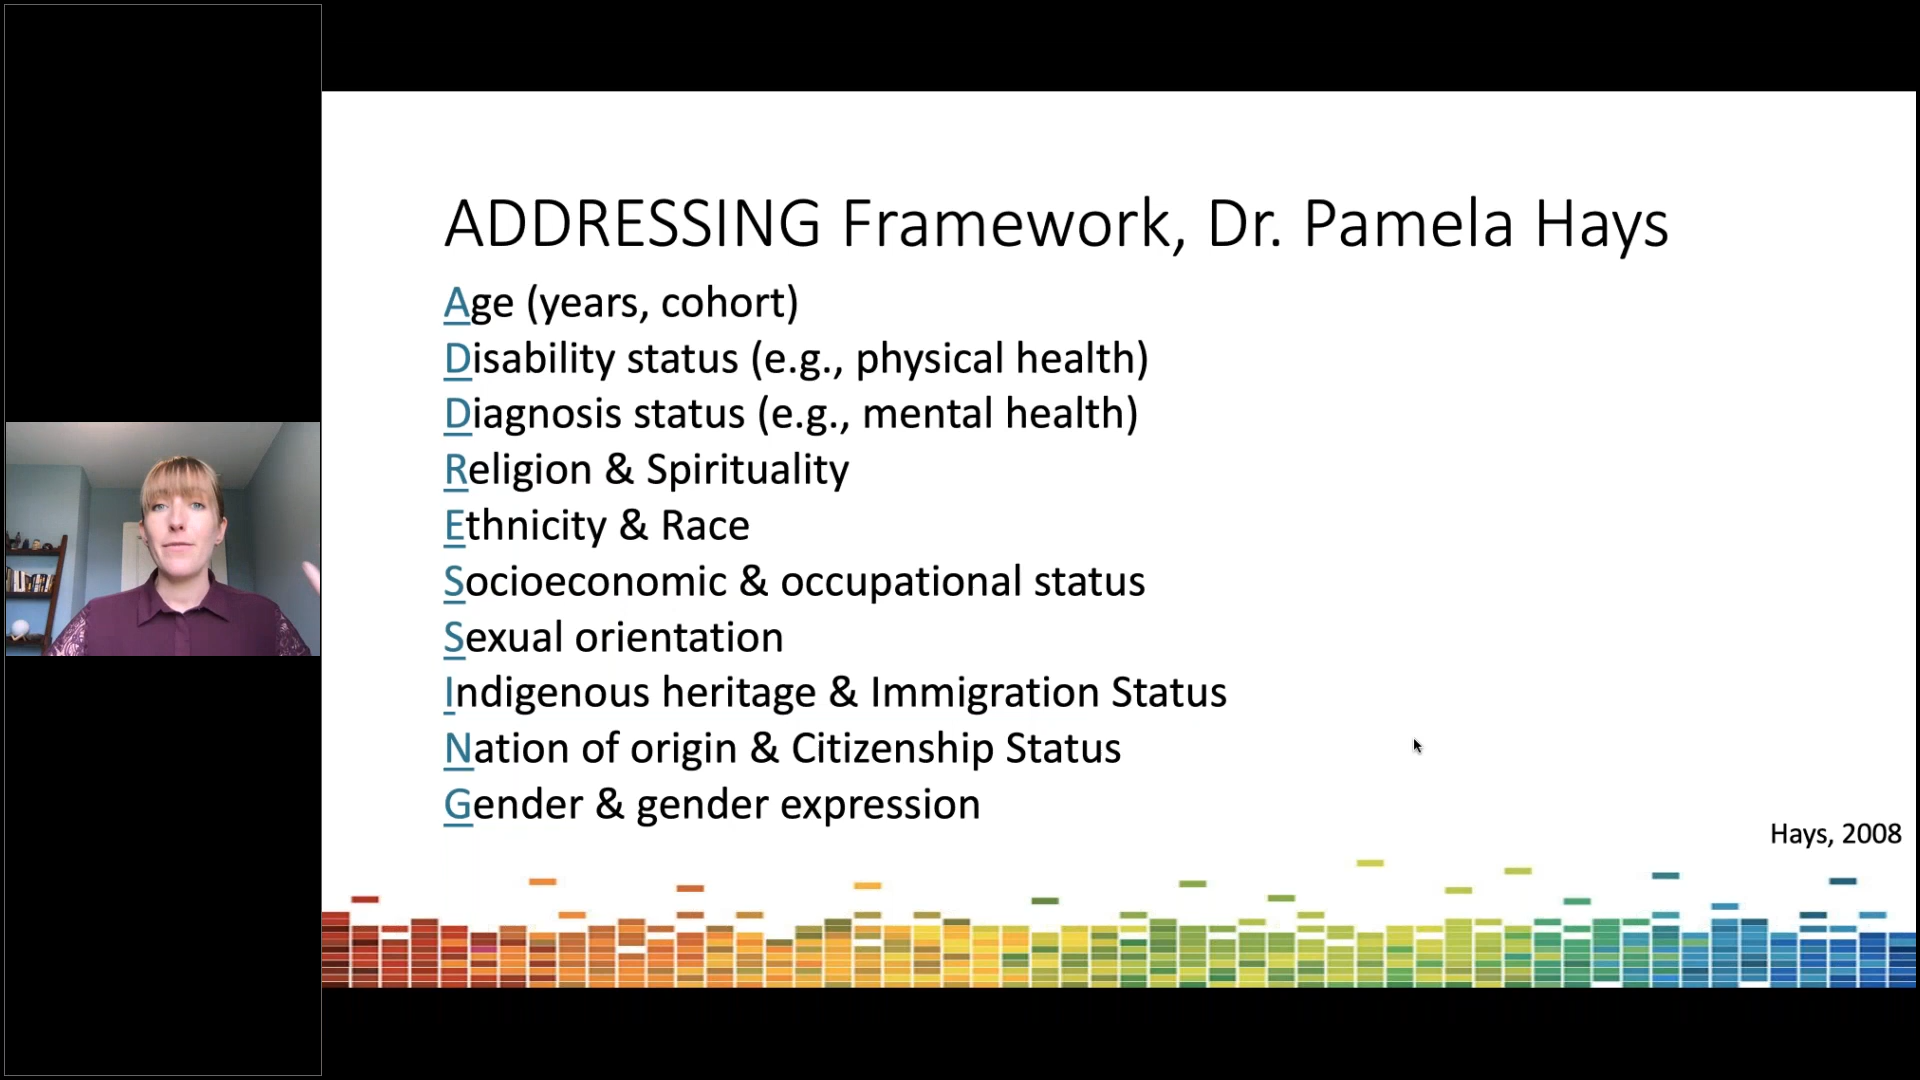 ADDRESSING Framework, Dr. Pamela Hays
Age (years, cohort)
Disability status (e.g., physical health)
Diagnosis status (e.g., mental health)
Religion & Spirituality
Ethnicity & Race
Socioeconomic & occupational status
Sexual orientation
Indigenous heritage & Immigration Status
Nation of origin & Citizenship Status
Gender & gender expression
Hays, 2008